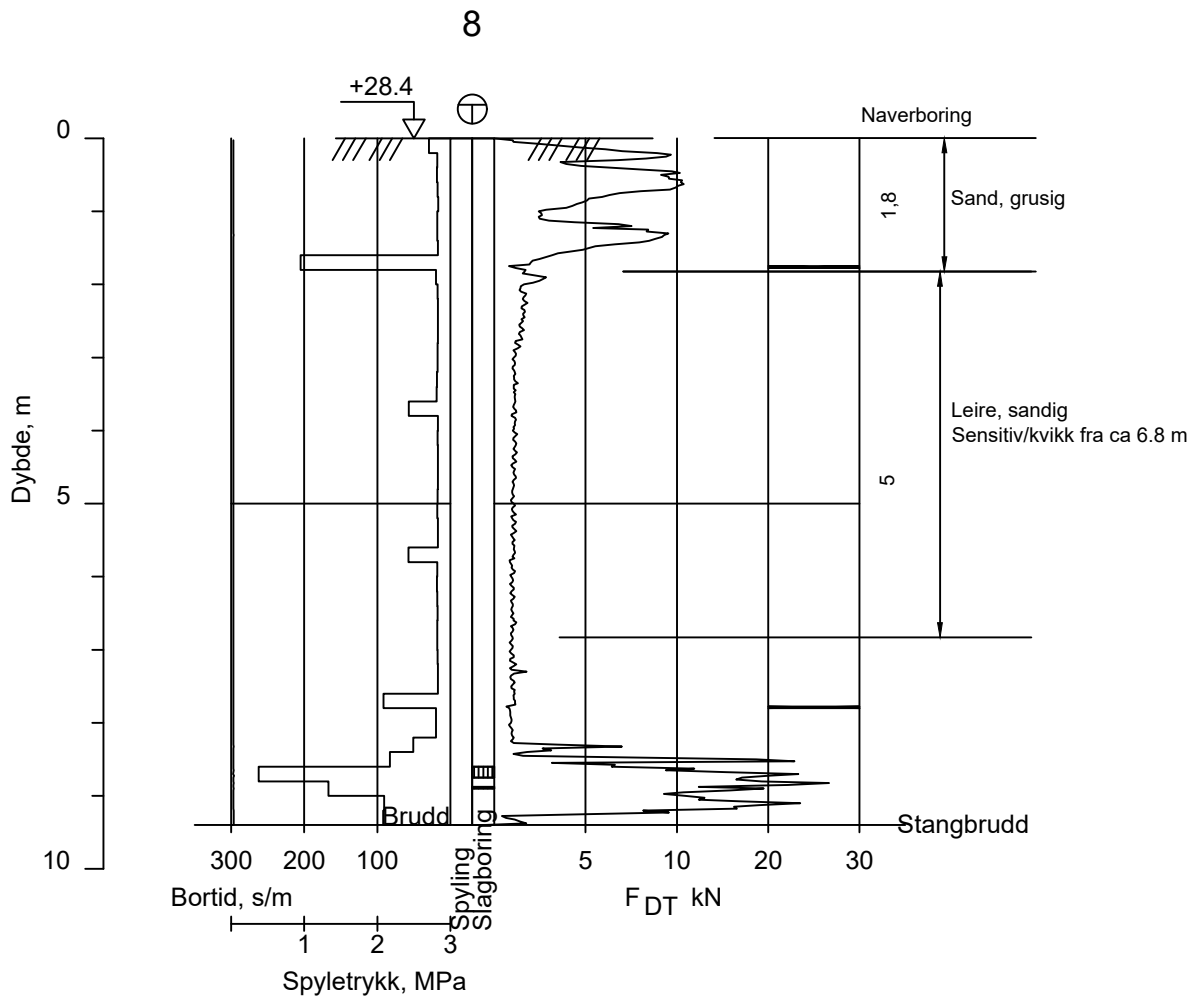 8
+28.4
Naverboring
0
1,8
Sand, grusig
Leire, sandig
Sensitiv/kvikk fra ca 6.8 m
Dybde, m
5
5
Brudd
Stangbrudd
10
300 200 100
5 10 20 30
Spyling
Slagboring
Bortid, s/m
F DT kN
1 2 3
Spyletrykk, MPa